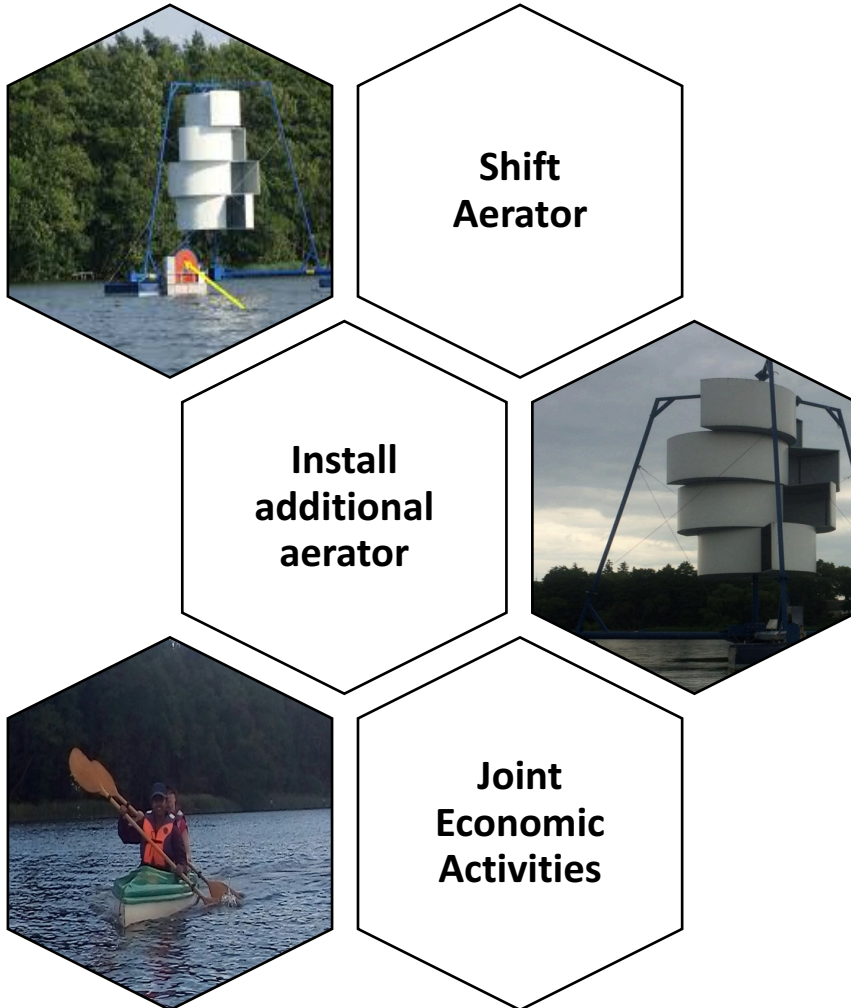 Shift
Aerator
Install
additional
aerator
Joint
Economic
Activities